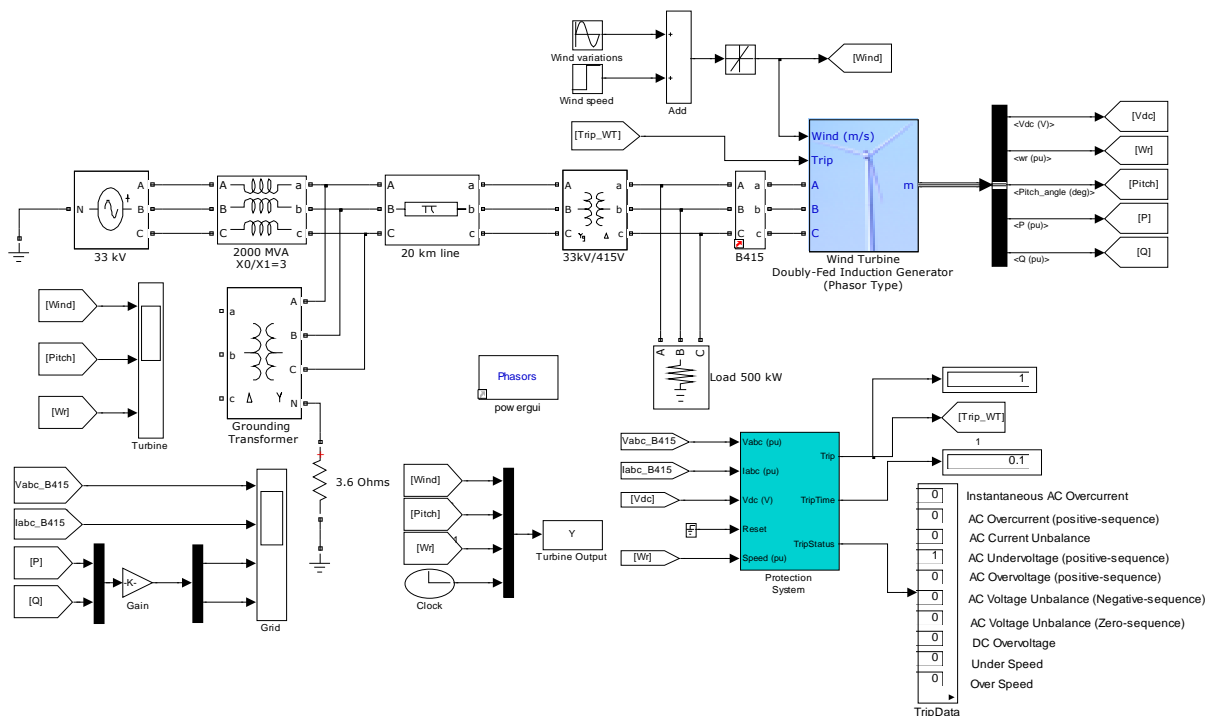 Wind variations
Wind speed
+
+
Add
[Wind]
[Trip_WT]
Wind (m/s)
Trip
A
B
C
m
Wind Turbine
Doubly-Fed Induction Generator
(Phasor Type)
<Vdc (V)>
<wr (pu)>
<Pitch_angle (deg)>
<P (pu)>
<Q (pu)>
[Vdc]
[Wr]
[Pitch]
[P]
[Q]
N
A
B
C
33 kV
A
B
C
a
b
c
2000 MVA
X0/X1=3
A
B
C
a
b
c
20 km line
A
B
C
a
b
c
Yg
Δ
33kV/415V
A
B
C
a
b
c
B415
[Wind]
[Pitch]
[Wr]
Turbine
a
b
c
A
B
C
N
Δ
Y
Grounding
Transformer
3.6 Ohms
Phasors
powergui
A
B
C
Load 500 kW
Vabc_B415
Iabc_B415
[P]
[Q]
-K-
Gain
Grid
[Wind]
[Pitch]
[Wr]
1
Clock
Y
Turbine Output
Vabc_B415
Iabc_B415
[Vdc]
[Wr]
Vabc (pu)
Iabc (pu)
Vdc (V)
Reset
Speed (pu)
Trip
TripTime
TripStatus
Protection
System
1
[Trip_WT]
1
0.1
0 Instantaneous AC Overcurrent
0 AC Overcurrent (positive-sequence)
0 AC Current Unbalance
1 AC Undervoltage (positive-sequence)
0 AC Overvoltage (positive-sequence)
0 AC Voltage Unbalance (Negative-sequence)
0 AC Voltage Unbalance (Zero-sequence)
0 DC Overvoltage
0 Under Speed
0 Over Speed
TripData